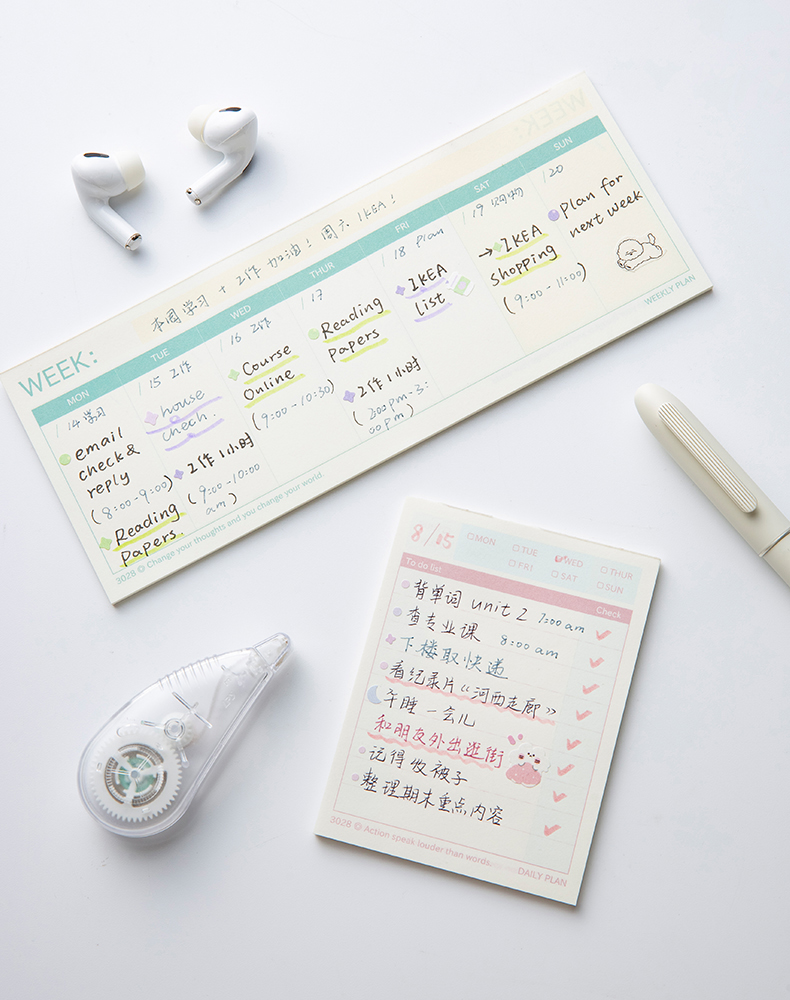 WEEK:
本周学习 + 工作 加油! 周六 IKEA!
MON
14 学习
email
check&
reply
(8:00-9:00)
Reading
Papers.
TUE
15 工作
house
chech.
工作1小时
(9:00-10:00
am)
WED
16 工作
Course
Online
(9:00-10:30)
THUR
17
Reading
Papers
工作1小时
(2:00pm-3:
00pm)
FRI
18 plan
IKEA
list
SAT
19 购物
→ IKEA
shopping
(9:00-11:00)
SUN
20
Plan for
next week
3028 Change your thoughts and you change your world.
WEEKLY PLAN
8/15
MON TUE WED THUR
FRI SAT SUN
To do list Check
背单词 unit 2 7:00 am
查专业课 8:00 am
下楼取快递
看纪录片《河西走廊》
午睡一会儿
和朋友外出逛街
记得收被子
整理期末重点内容
3028 Action speak louder than words.
DAILY PLAN